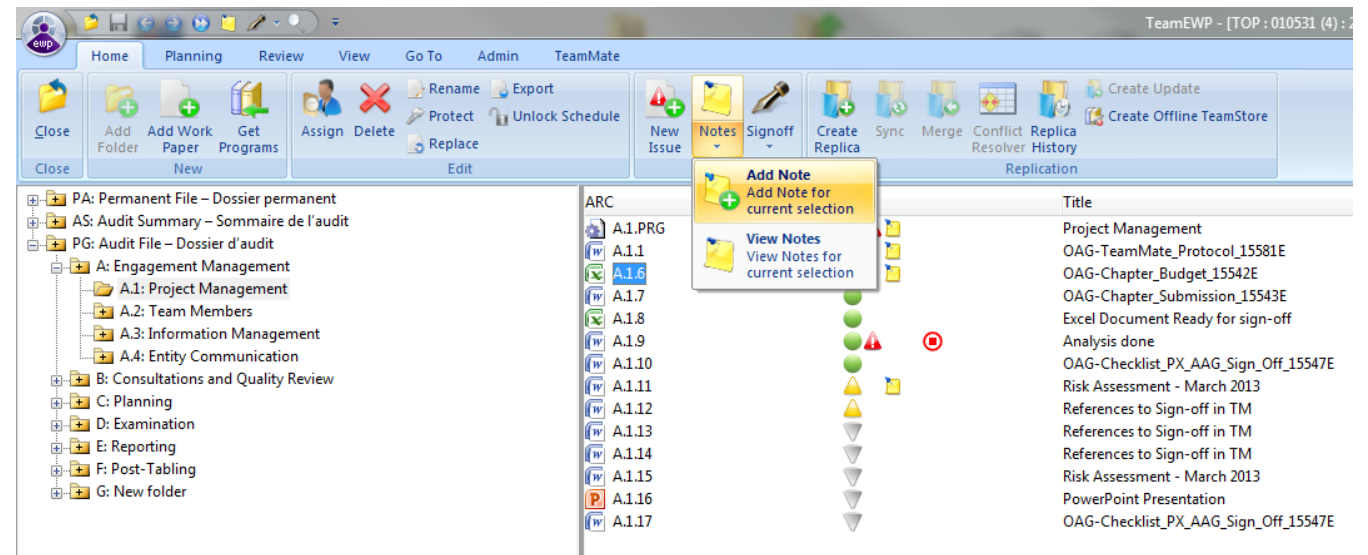 TeamEWP - [TOP : 010531 (4) : 2
ewp
Home Planning Review View Go To Admin TeamMate
Close
Add Folder
Add Work Paper
Get Programs
Assign
Delete
Rename
Export
Protect
Unlock Schedule
Replace
New Issue
Notes
Signoff
Create Replica
Sync
Merge
Conflict Resolver
Replica History
Create Update
Create Offline TeamStore
Close
New
Edit
Replication
Add Note
Add Note for
current selection
View Notes
View Notes for
current selection
PA: Permanent File – Dossier permanent
AS: Audit Summary – Sommaire de l'audit
PG: Audit File – Dossier d'audit
A: Engagement Management
A.1: Project Management
A.2: Team Members
A.3: Information Management
A.4: Entity Communication
B: Consultations and Quality Review
C: Planning
D: Examination
E: Reporting
F: Post-Tabling
G: New folder
ARC Title
A.1.PRG Project Management
A.1.1 OAG-TeamMate_Protocol_15581E
A.1.6 OAG-Chapter_Budget_15542E
A.1.7 OAG-Chapter_Submission_15543E
A.1.8 Excel Document Ready for sign-off
A.1.9 Analysis done
A.1.10 OAG-Checklist_PX_AAG_Sign_Off_15547E
A.1.11 Risk Assessment - March 2013
A.1.12 References to Sign-off in TM
A.1.13 References to Sign-off in TM
A.1.14 References to Sign-off in TM
A.1.15 Risk Assessment - March 2013
A.1.16 PowerPoint Presentation
A.1.17 OAG-Checklist_PX_AAG_Sign_Off_15547E